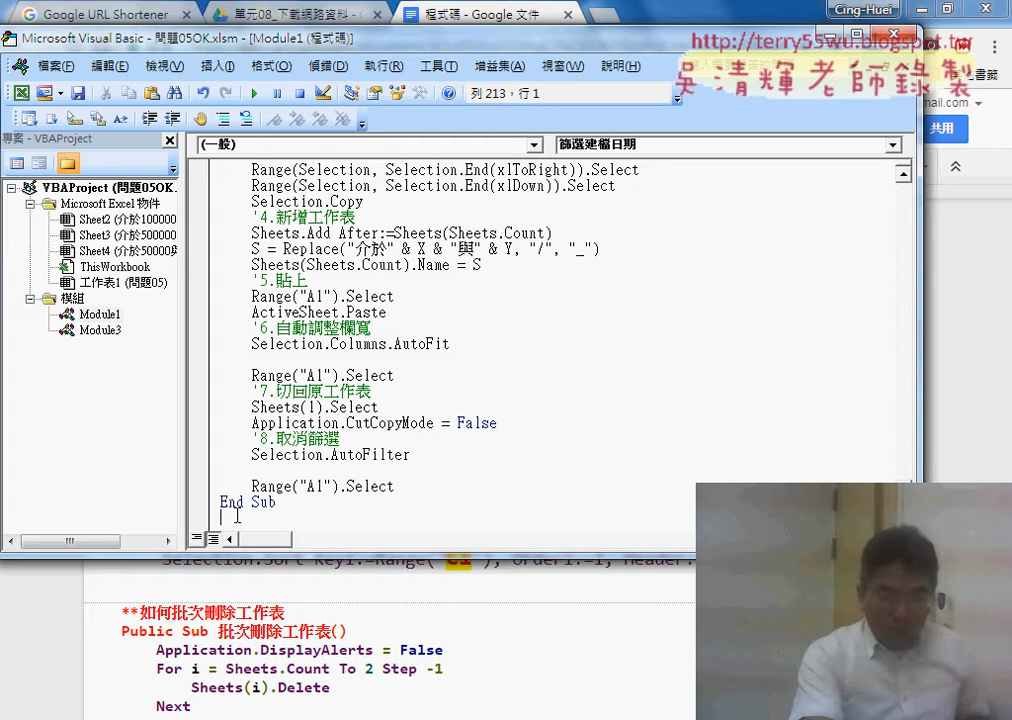 Google URL Shortener
單元08_下載網路資料 -
程式碼 - Google 文件
Cing-Huei
Microsoft Visual Basic - 問題05OK.xlsm - [Module1 (程式碼)]
http://terry55wu.blogspot.tw
檔案(F) 編輯(E) 檢視(V) 插入(I) 格式(O) 偵錯(D) 執行(R) 工具(T) 增益集(A) 視窗(W) 說明(H)
吳清輝老師錄製
書籤
列 213，行 1
mail.com
共用
專案 - VBAProject
(一般)
篩選建檔日期
VBAProject (問題05OK.
Microsoft Excel 物件
Sheet2 (介於100000
Sheet3 (介於50000
Sheet4 (介於50000與
ThisWorkbook
工作表1 (問題05)
模組
Module1
Module3
Range(Selection, Selection.End(xlToRight)).Select
Range(Selection, Selection.End(xlDown)).Select
Selection.Copy
'4.新增工作表
Sheets.Add After:=Sheets(Sheets.Count)
S = Replace("介於" & X & "與" & Y, "/", "_")
Sheets(Sheets.Count).Name = S
'5.貼上
Range("A1").Select
ActiveSheet.Paste
'6.自動調整欄寬
Selection.Columns.AutoFit
Range("A1").Select
'7.切回原工作表
Sheets(1).Select
Application.CutCopyMode = False
'8.取消篩選
Selection.AutoFilter
Range("A1").Select
End Sub
Selection.Sort Key1:=Range("C1"), Order1:=1, Header:
**如何批次刪除工作表
Public Sub 批次刪除工作表()
Application.DisplayAlerts = False
For i = Sheets.Count To 2 Step -1
Sheets(i).Delete
Next